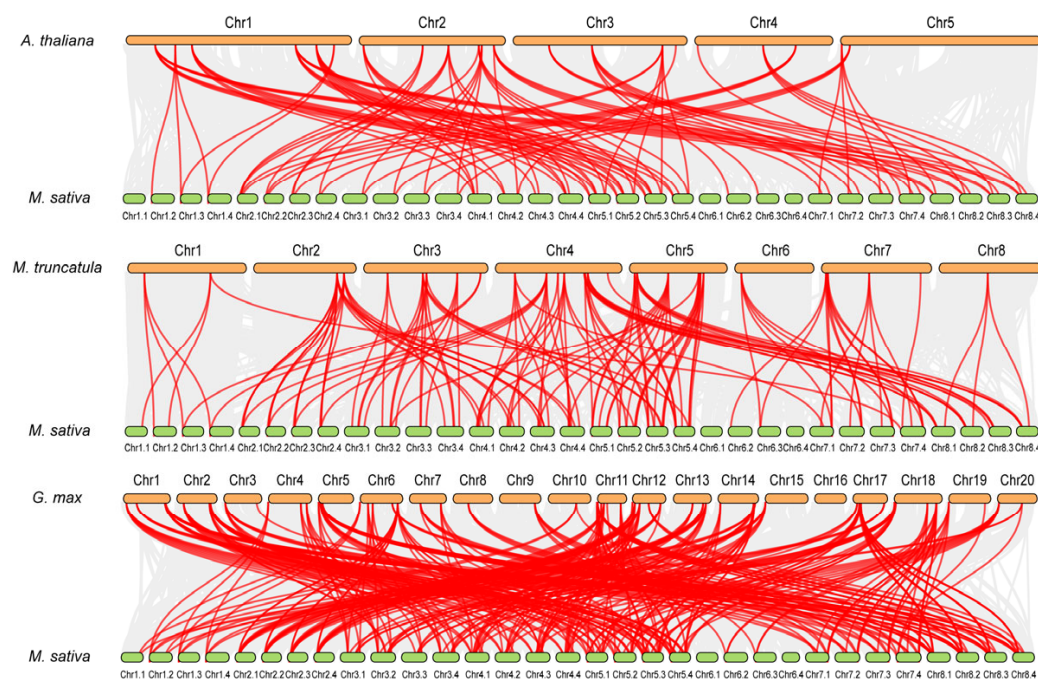 Chr1 Chr2 Chr3 Chr4 Chr5
A. thaliana
M. sativa
Chr1.1 Chr1.2 Chr1.3 Chr1.4 Chr2.1 Chr2.2 Chr2.3 Chr2.4 Chr3.1 Chr3.2 Chr3.3 Chr3.4 Chr4.1 Chr4.2 Chr4.3 Chr4.4 Chr5.1 Chr5.2 Chr5.3 Chr5.4 Chr6.1 Chr6.2 Chr6.3 Chr6.4 Chr7.1 Chr7.2 Chr7.3 Chr7.4 Chr8.1 Chr8.2 Chr8.3 Chr8.4
Chr1 Chr2 Chr3 Chr4 Chr5 Chr6 Chr7 Chr8
M. truncatula
M. sativa
Chr1.1 Chr1.2 Chr1.3 Chr1.4 Chr2.1 Chr2.2 Chr2.3 Chr2.4 Chr3.1 Chr3.2 Chr3.3 Chr3.4 Chr4.1 Chr4.2 Chr4.3 Chr4.4 Chr5.1 Chr5.2 Chr5.3 Chr5.4 Chr6.1 Chr6.2 Chr6.3 Chr6.4 Chr7.1 Chr7.2 Chr7.3 Chr7.4 Chr8.1 Chr8.2 Chr8.3 Chr8.4
Chr1 Chr2 Chr3 Chr4 Chr5 Chr6 Chr7 Chr8 Chr9 Chr10 Chr11 Chr12 Chr13 Chr14 Chr15 Chr16 Chr17 Chr18 Chr19 Chr20
G. max
M. sativa
Chr1.1 Chr1.2 Chr1.3 Chr1.4 Chr2.1 Chr2.2 Chr2.3 Chr2.4 Chr3.1 Chr3.2 Chr3.3 Chr3.4 Chr4.1 Chr4.2 Chr4.3 Chr4.4 Chr5.1 Chr5.2 Chr5.3 Chr5.4 Chr6.1 Chr6.2 Chr6.3 Chr6.4 Chr7.1 Chr7.2 Chr7.3 Chr7.4 Chr8.1 Chr8.2 Chr8.3 Chr8.4